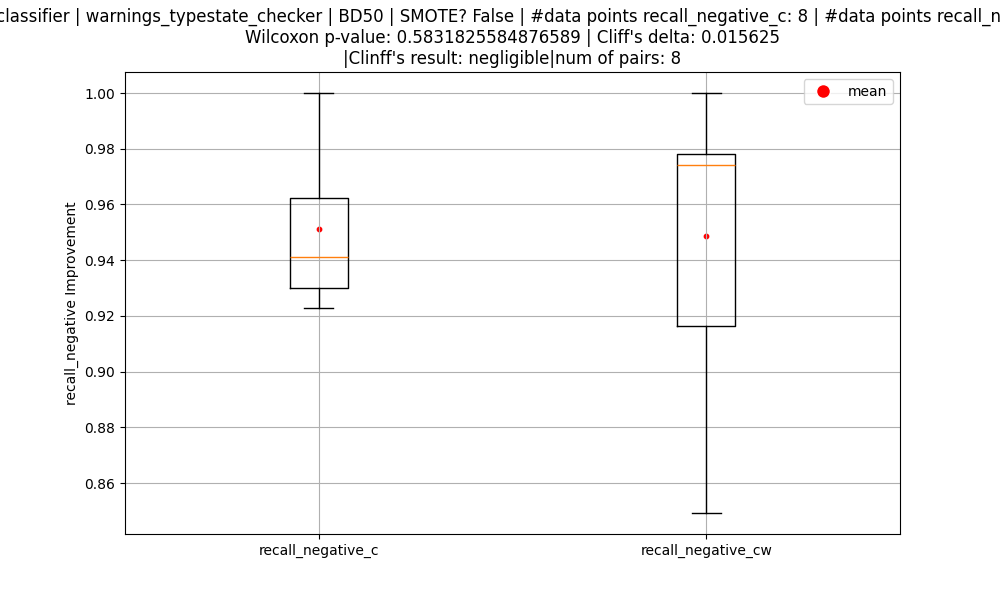 classifier | warnings_typestate_checker | BD50 | SMOTE? False | #data points recall_negative_c: 8 | #data points
Wilcoxon p-value: 0.5831825584876589 | Cliff's delta: 0.015625
|Clinff's result: negligible|num of pairs: 8
mean
1.00
0.98
0.96
0.94
0.92
0.90
0.88
0.86
recall_negative Improvement
recall_negative_c
recall_negative_cw